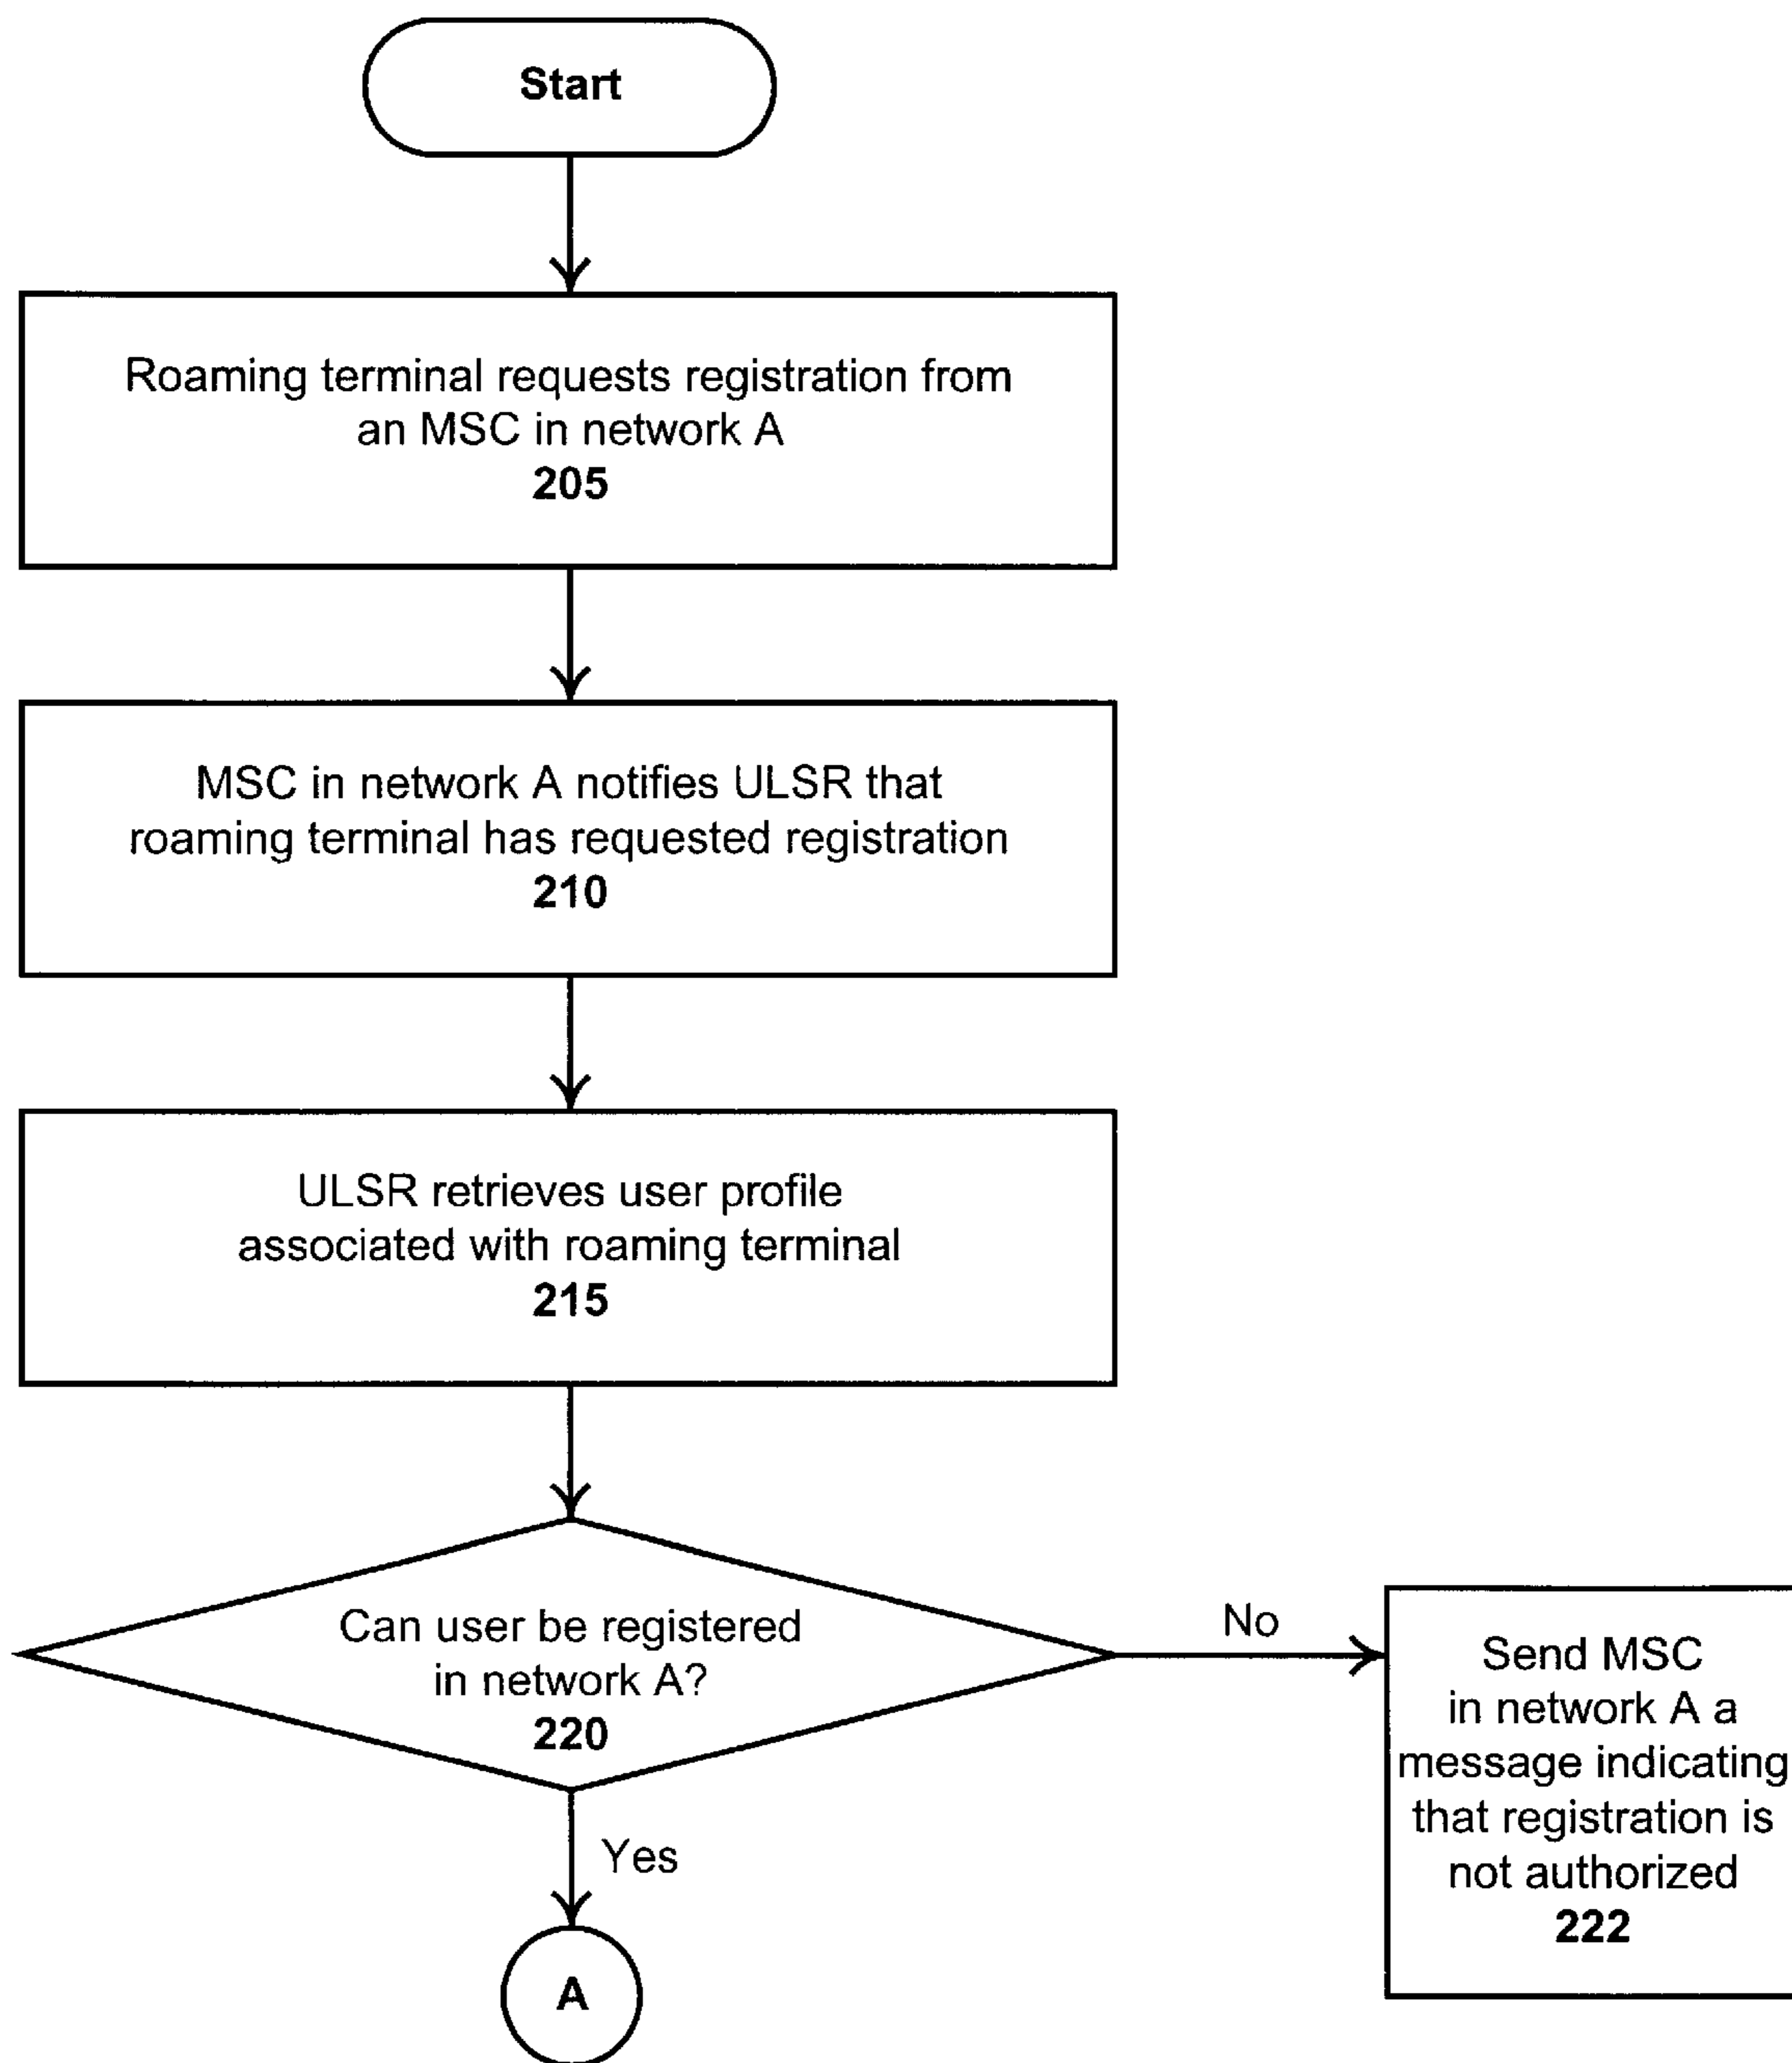 Start
Roaming terminal requests registration from
an MSC in network A
205
MSC in network A notifies ULSR that
roaming terminal has requested registration
210
ULSR retrieves user profile
associated with roaming terminal
215
Can user be registered
in network A?
220
No
Send MSC
in network A a
message indicating
that registration is
not authorized
222
Yes
A